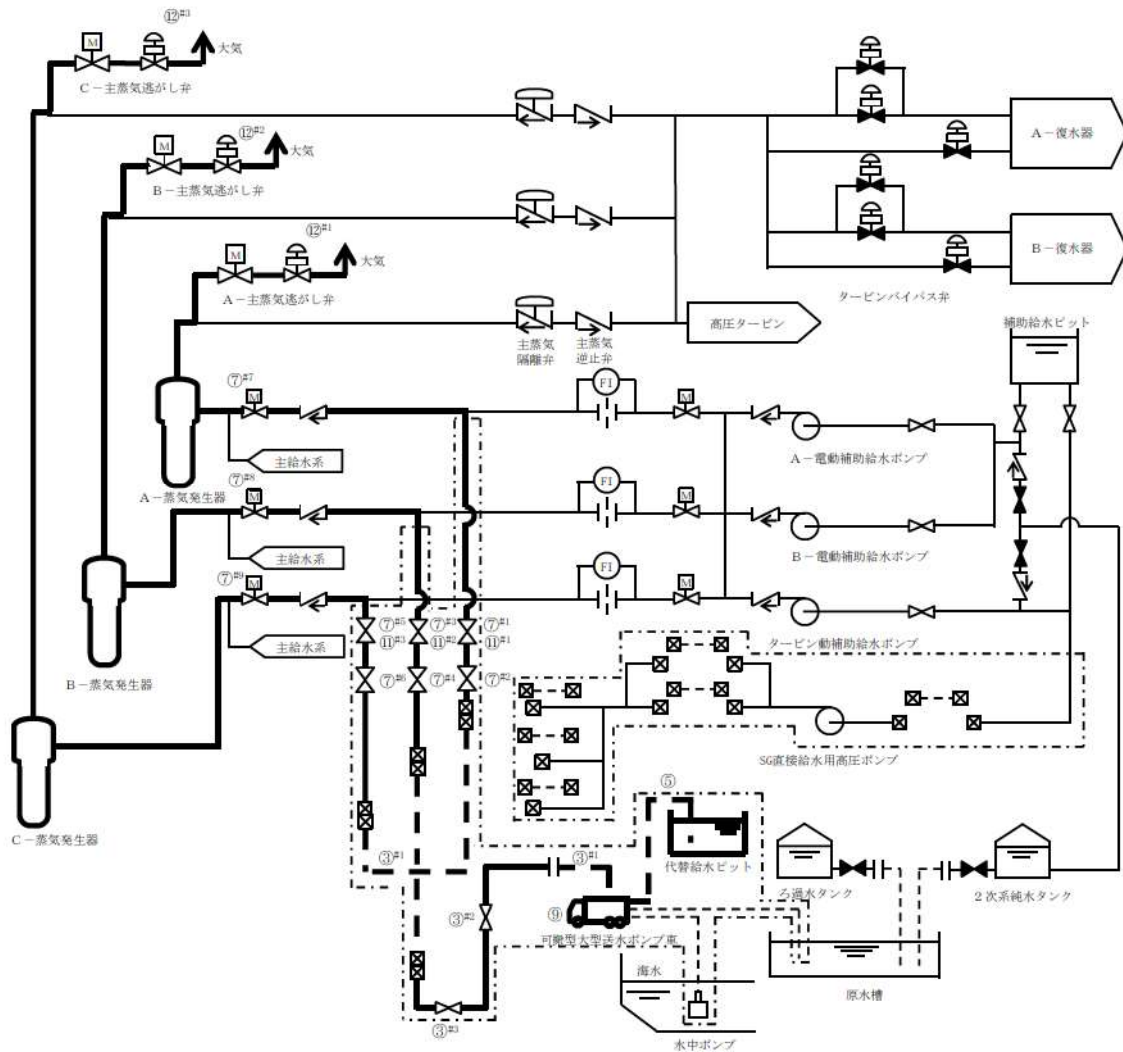 ⑫#3
M
大気
C-主蒸気逃がし弁
⑫#2
M
大気
B-主蒸気逃がし弁
⑫#1
M
大気
A-主蒸気逃がし弁
A-復水器
B-復水器
タービンバイパス弁
高圧タービン
主蒸気
隔離弁
主蒸気
逆止弁
補助給水ピット
⑦#7
M
FI
M
主給水系
A-電動補助給水ポンプ
A-蒸気発生器
⑦#8
M
FI
M
主給水系
B-電動補助給水ポンプ
⑦#9
M
FI
M
主給水系
タービン動補助給水ポンプ
B-蒸気発生器
⑦#5
⑪#3
⑦#3
⑪#2
⑦#1
⑪#1
⑦#6
⑦#4
⑦#2
SG直接給水用高圧ポンプ
C-蒸気発生器
⑤
代替給水ピット
ろ過水タンク
2次系純水タンク
③#1
③#1
③#2
⑨
可搬型大型送水ポンプ車
海水
原水槽
③#3
水中ポンプ